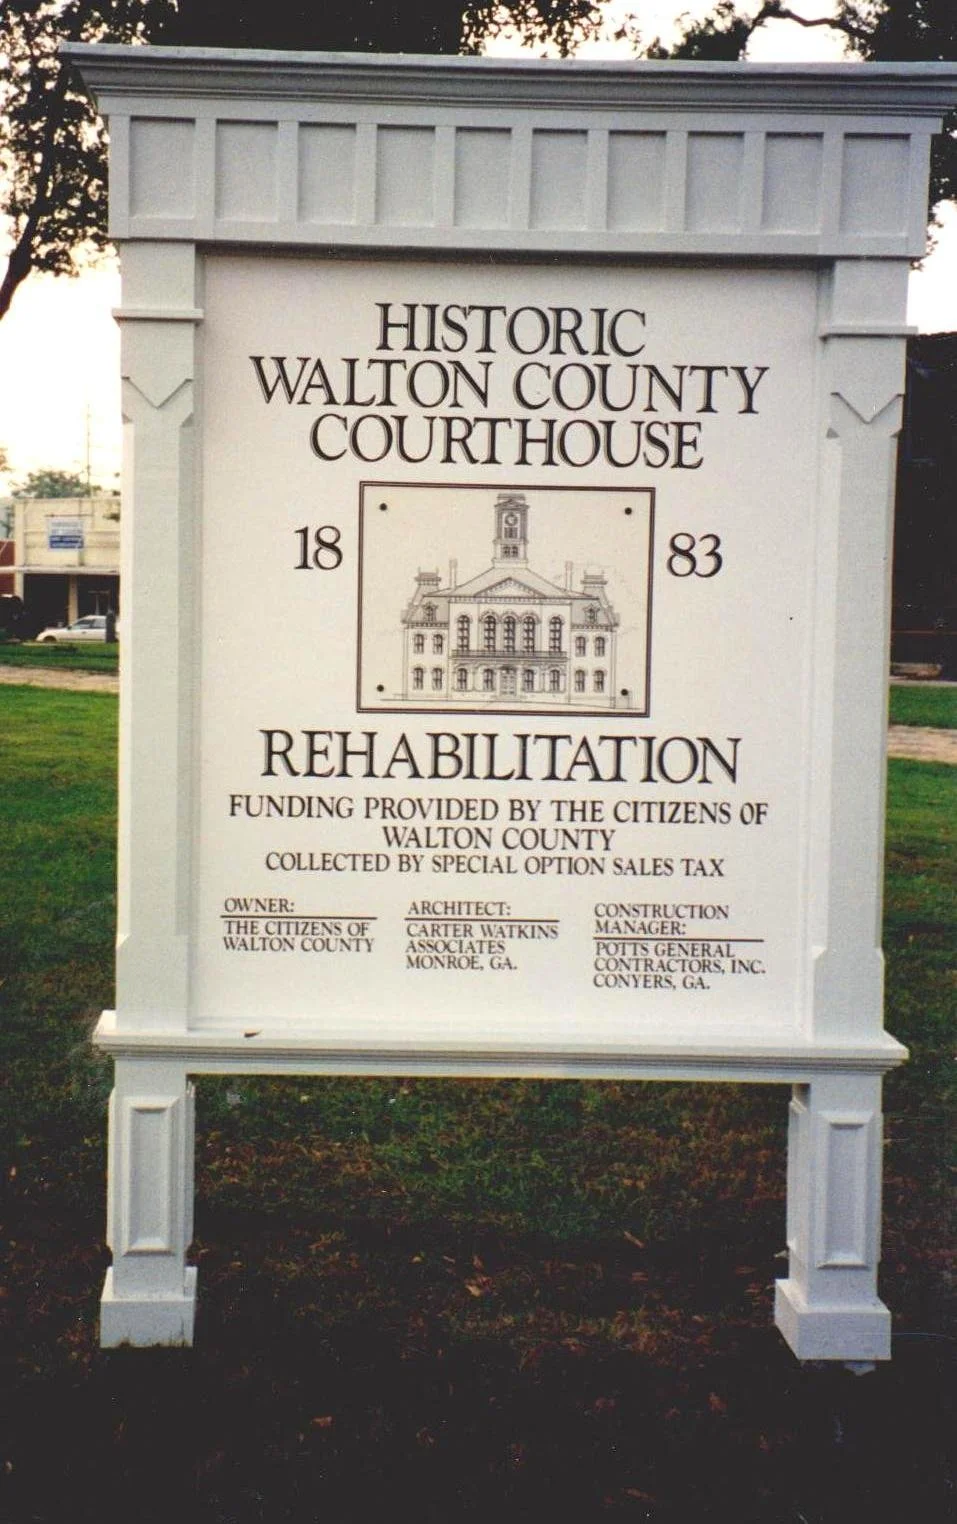 HISTORIC
WALTON COUNTY
COURTHOUSE
18 83
REHABILITATION
FUNDING PROVIDED BY THE CITIZENS OF
WALTON COUNTY
COLLECTED BY SPECIAL OPTION SALES TAX
OWNER:
THE CITIZENS OF
WALTON COUNTY
ARCHITECT:
CARTER WATKINS
ASSOCIATES
MONROE, GA.
CONSTRUCTION
MANAGER:
POTTS GENERAL
CONTRACTORS, INC.
CONYERS, GA.